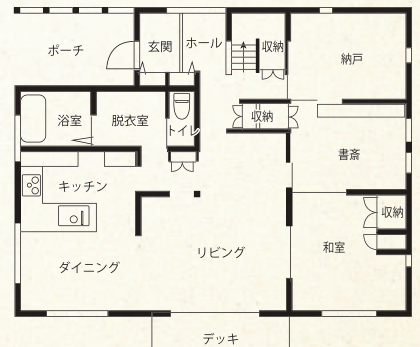 ポーチ
玄関
ホール
収納
納戸
浴室
脱衣室
トイレ
収納
書斎
キッチン
収納
リビング
和室
ダイニング
デッキ